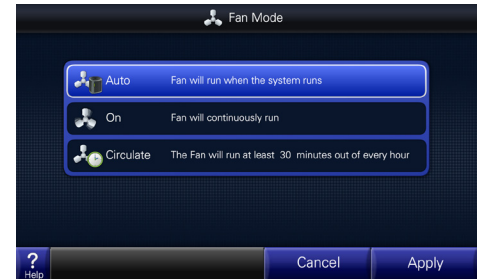 Fan Mode
Auto Fan will run when the system runs
On Fan will continuously run
Circulate The Fan will run at least 30 minutes out of every hour
? Help Cancel Apply